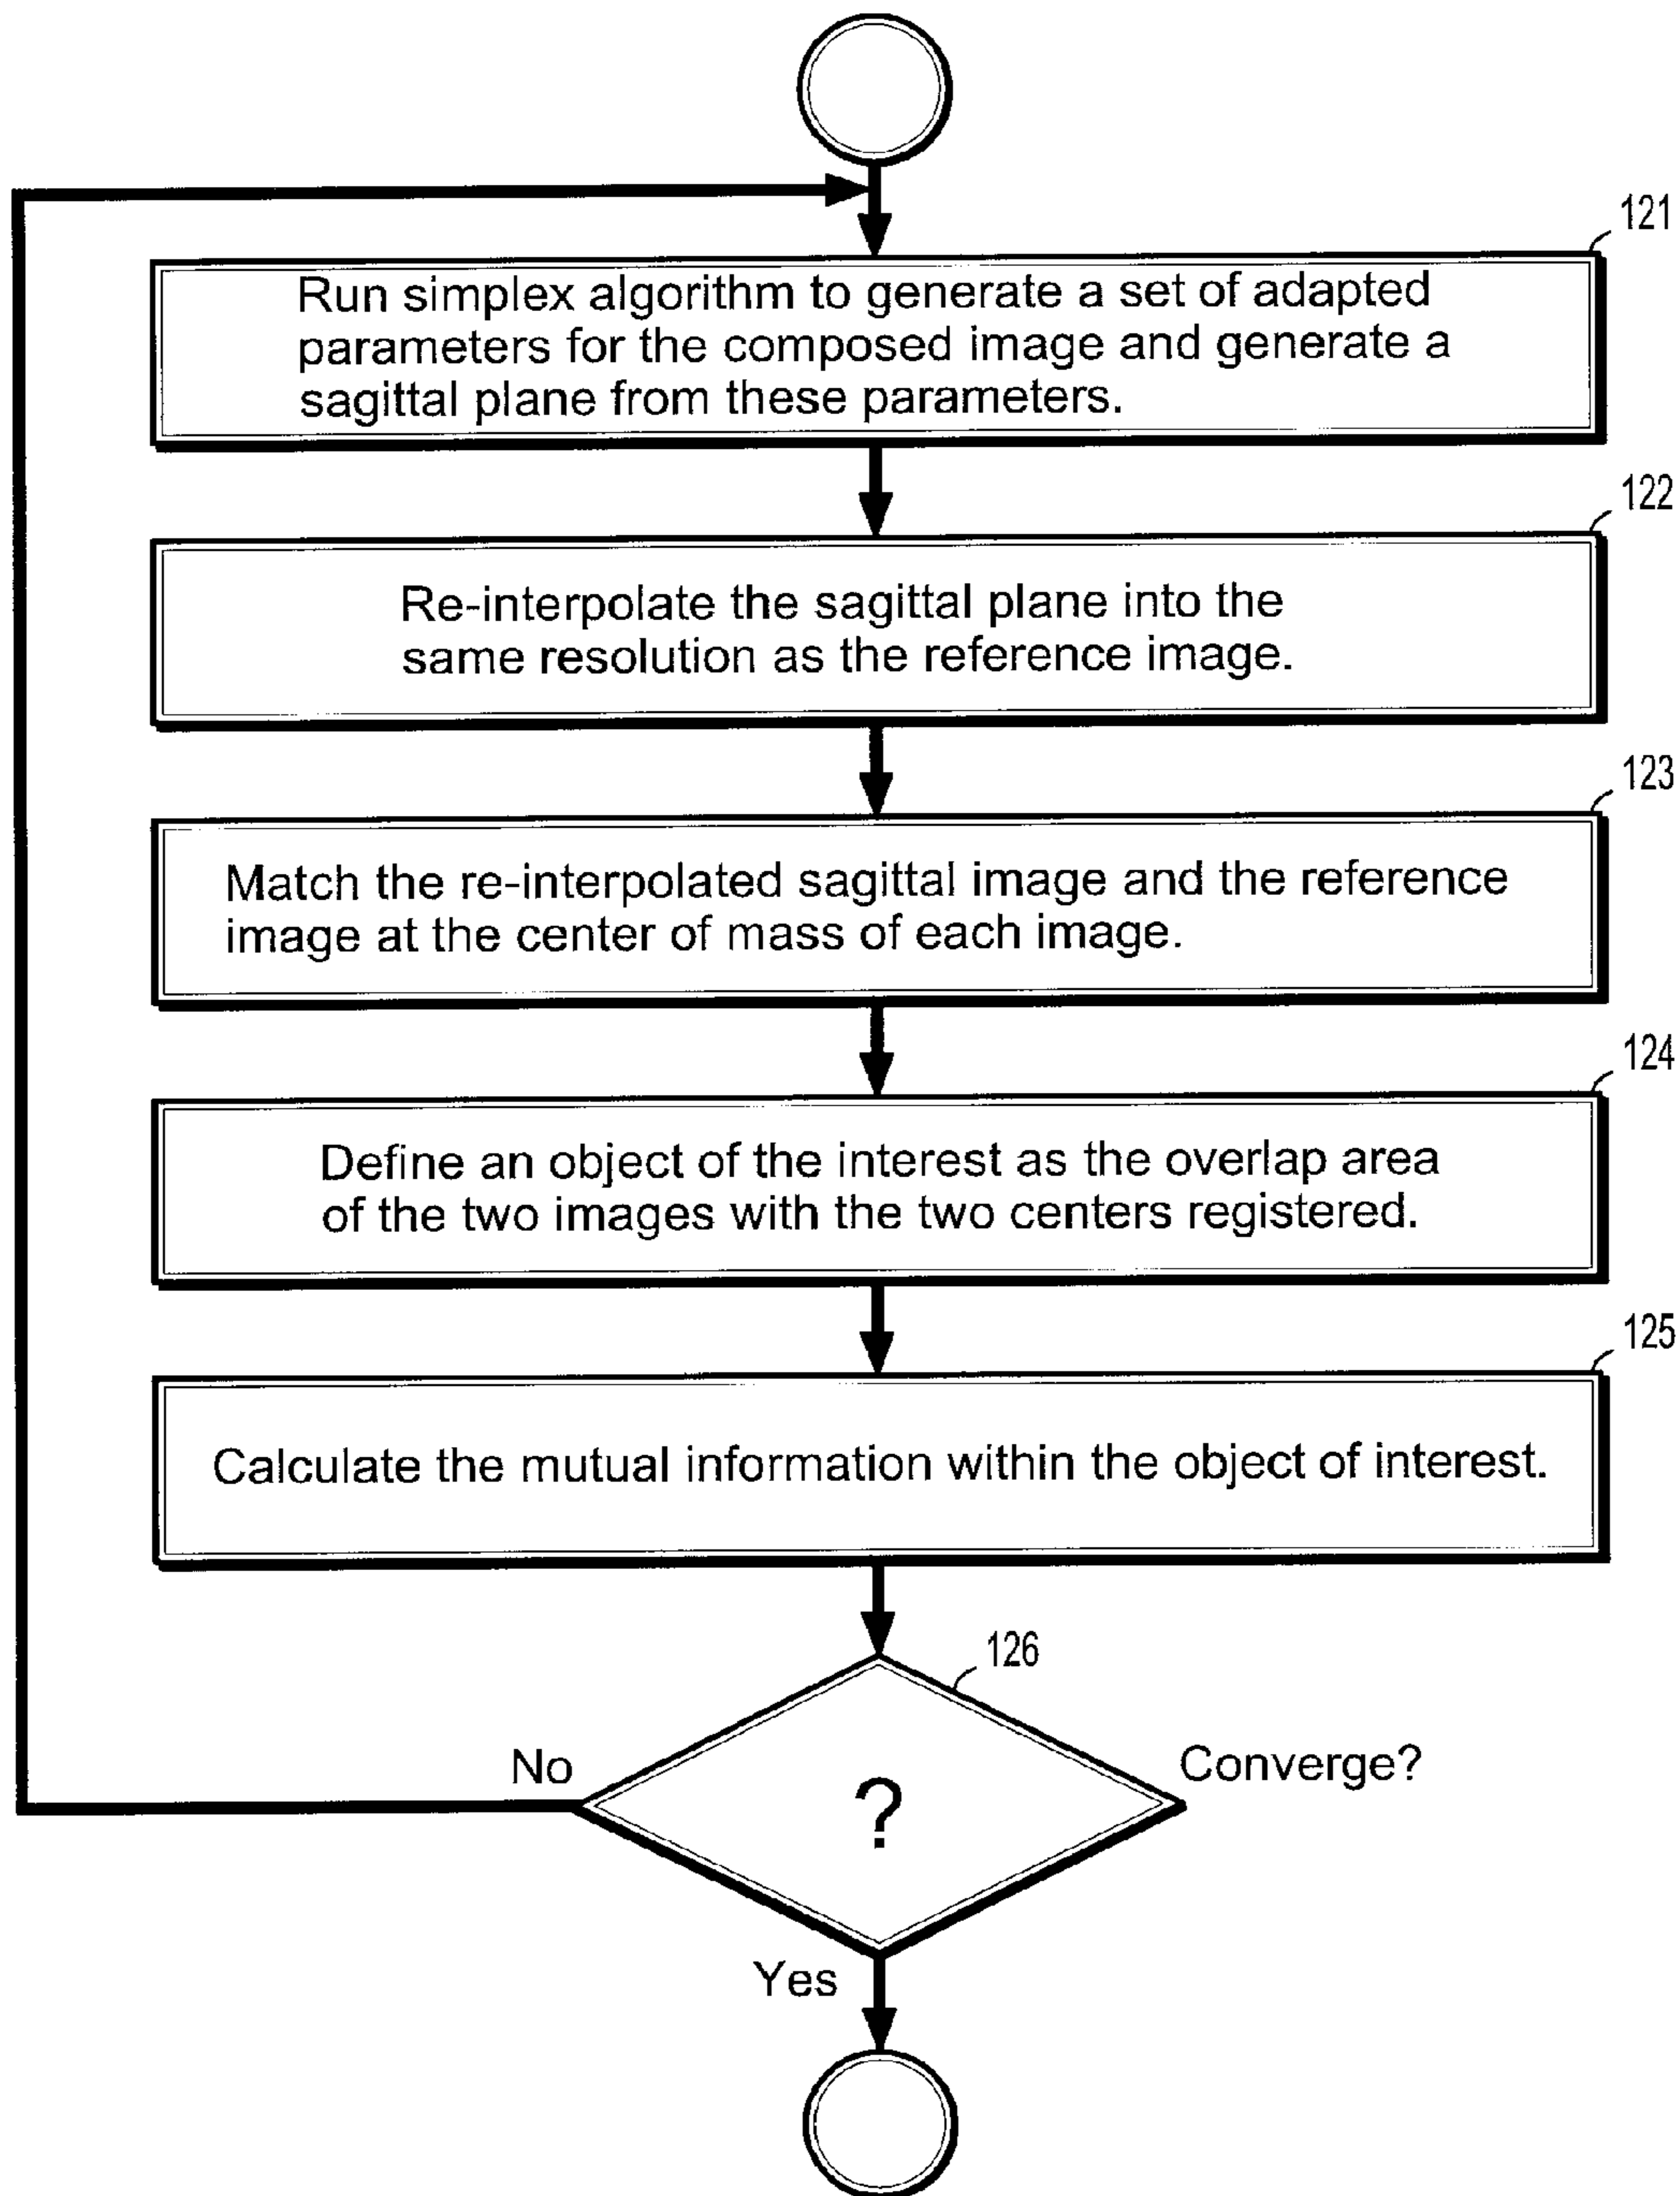 121
Run simplex algorithm to generate a set of adapted
parameters for the composed image and generate a
sagittal plane from these parameters.
122
Re-interpolate the sagittal plane into the
same resolution as the reference image.
123
Match the re-interpolated sagittal image and the reference
image at the center of mass of each image.
124
Define an object of the interest as the overlap area
of the two images with the two centers registered.
125
Calculate the mutual information within the object of interest.
126
No
?
Converge?
Yes